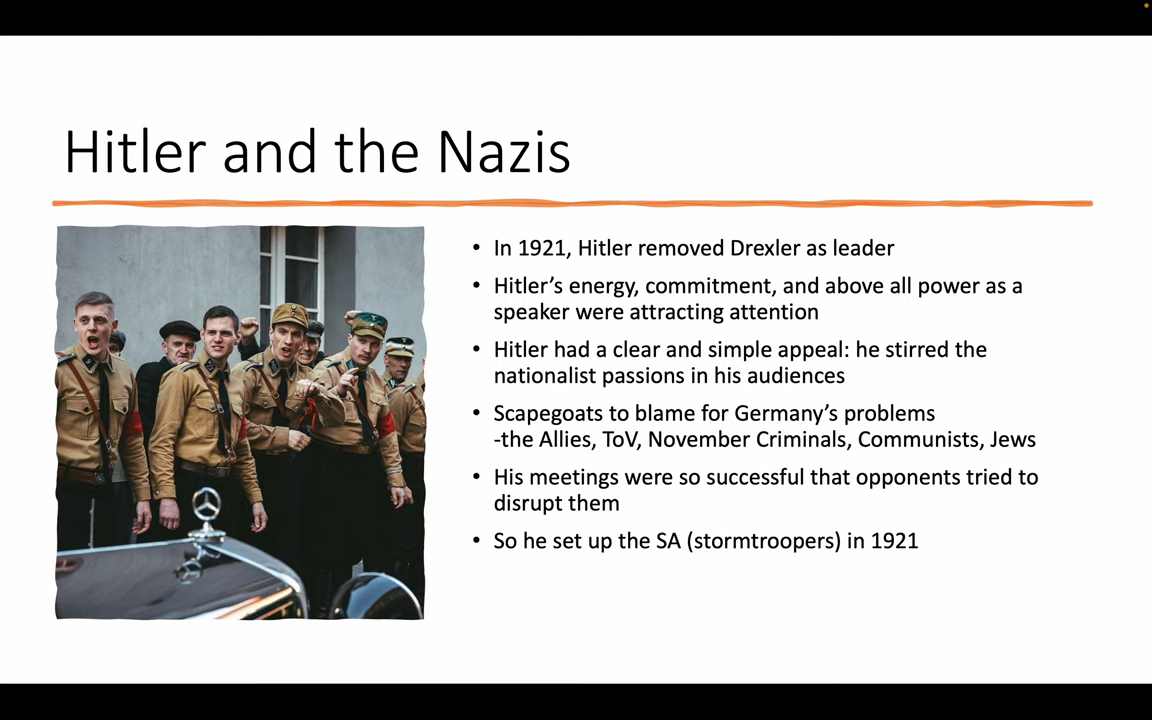 Hitler and the Nazis
• In 1921, Hitler removed Drexler as leader
• Hitler’s energy, commitment, and above all power as a
speaker were attracting attention
• Hitler had a clear and simple appeal: he stirred the
nationalist passions in his audiences
• Scapegoats to blame for Germany’s problems
-the Allies, ToV, November Criminals, Communists, Jews
• His meetings were so successful that opponents tried to
disrupt them
• So he set up the SA (stormtroopers) in 1921